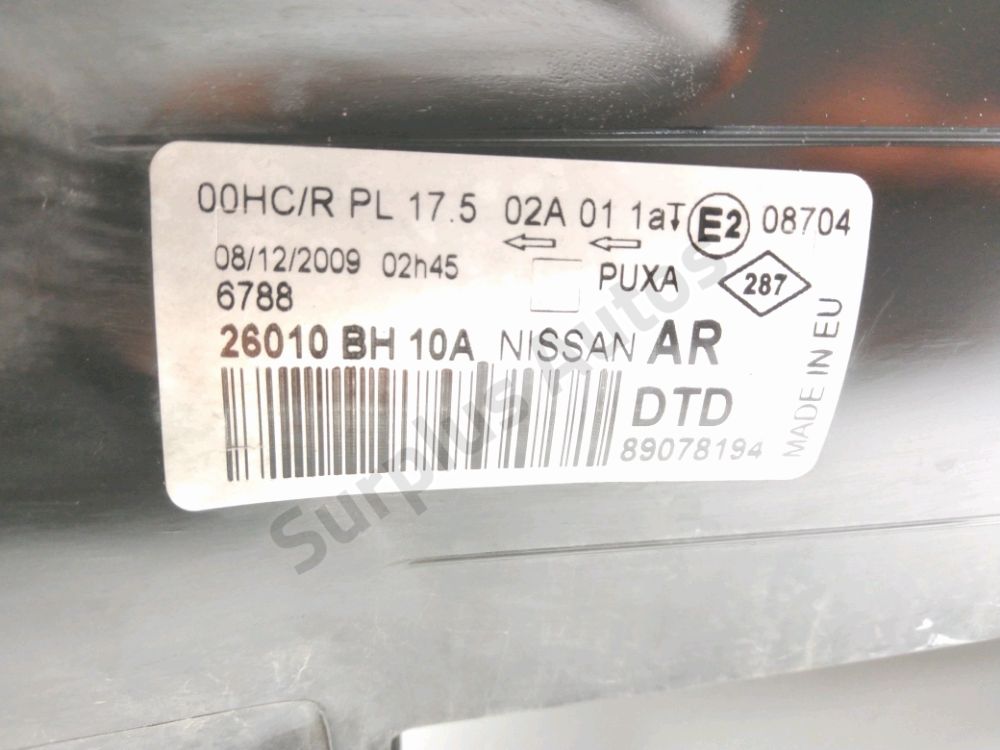 00HC/R PL 17.5 02A 01 1a E2 08704
08/12/2009 02h45 PUXA 287
6788
26010 BH 10A NISSAN AR
DTD
89078194
MADE IN EU
Surplus Autos